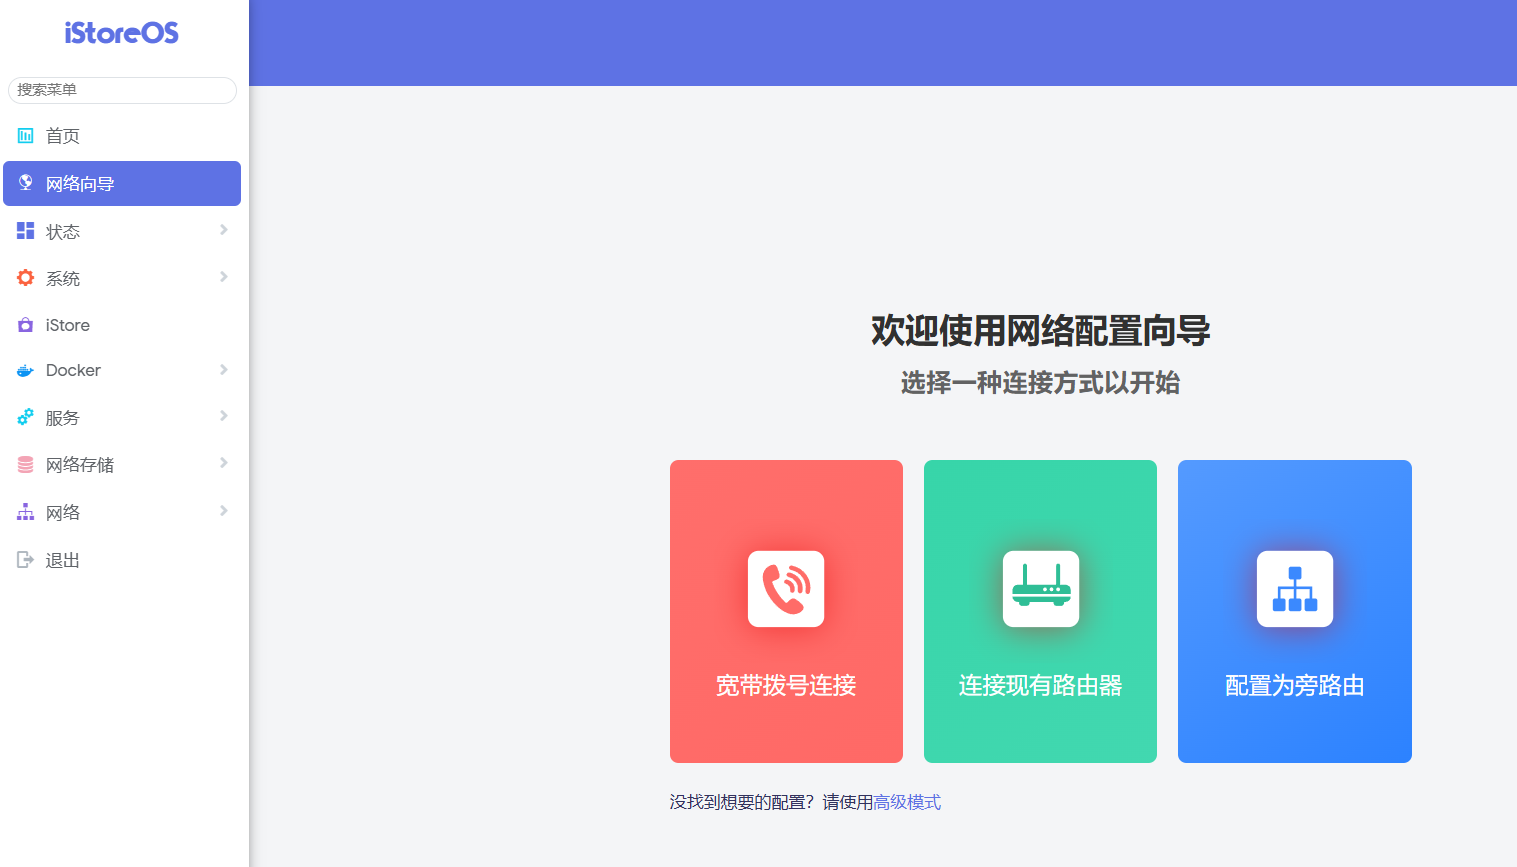 iStoreOS
搜索菜单
首页
网络向导
状态
系统
iStore
Docker
服务
网络存储
网络
退出
欢迎使用网络配置向导
选择一种连接方式以开始
宽带拨号连接
连接现有路由器
配置为旁路由
没找到想要的配置？请使用高级模式